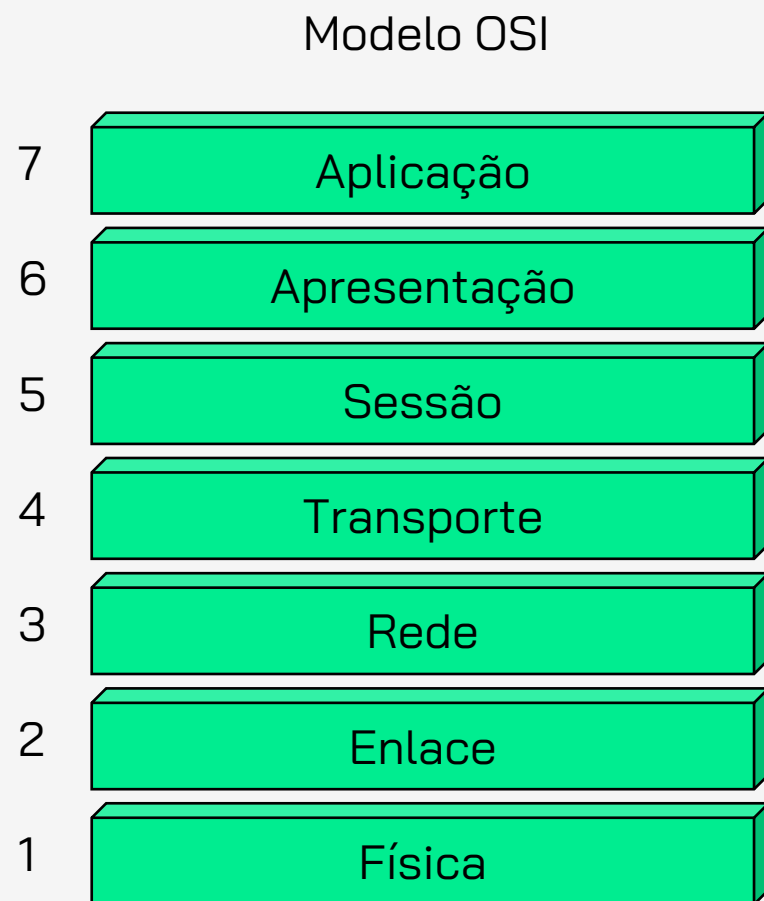 Modelo OSI
7 Aplicação
6 Apresentação
5 Sessão
4 Transporte
3 Rede
2 Enlace
1 Física